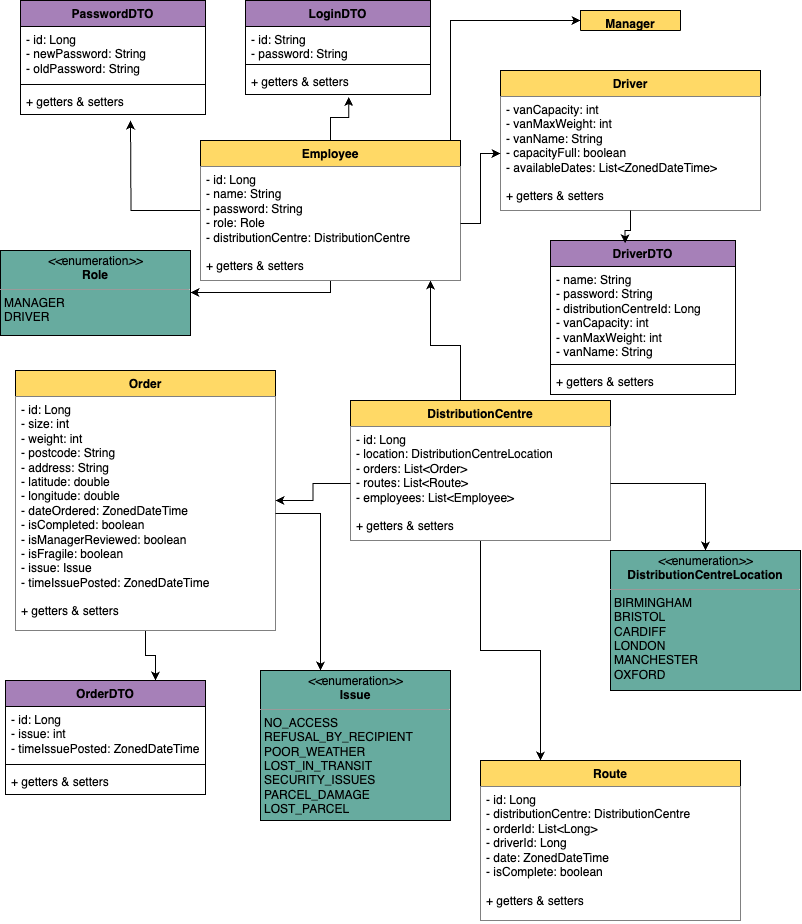 PasswordDTO
- id: Long
- newPassword: String
- oldPassword: String
+ getters & setters
LoginDTO
- id: String
- password: String
+ getters & setters
Manager
Driver
- vanCapacity: int
- vanMaxWeight: int
- vanName: String
- capacityFull: boolean
- availableDates: List<ZonedDateTime>
+ getters & setters
Employee
- id: Long
- name: String
- password: String
- role: Role
- distributionCentre: DistributionCentre
+ getters & setters
DriverDTO
- name: String
- password: String
- distributionCentreId: Long
- vanCapacity: int
- vanMaxWeight: int
- vanName: String
+ getters & setters
<<enumeration>>
Role
MANAGER
DRIVER
Order
- id: Long
- size: int
- weight: int
- postcode: String
- address: String
- latitude: double
- longitude: double
- dateOrdered: ZonedDateTime
- isCompleted: boolean
- isManagerReviewed: boolean
- isFragile: boolean
- issue: Issue
- timeIssuePosted: ZonedDateTime
+ getters & setters
DistributionCentre
- id: Long
- location: DistributionCentreLocation
- orders: List<Order>
- routes: List<Route>
- employees: List<Employee>
+ getters & setters
<<enumeration>>
DistributionCentreLocation
BIRMINGHAM
BRISTOL
CARDIFF
LONDON
MANCHESTER
OXFORD
OrderDTO
- id: Long
- issue: int
- timeIssuePosted: ZonedDateTime
+ getters & setters
<<enumeration>>
Issue
NO_ACCESS
REFUSAL_BY_RECIPIENT
POOR_WEATHER
LOST_IN_TRANSIT
SECURITY_ISSUES
PARCEL_DAMAGE
LOST_PARCEL
Route
- id: Long
- distributionCentre: DistributionCentre
- orderId: List<Long>
- driverId: Long
- date: ZonedDateTime
- isComplete: boolean
+ getters & setters